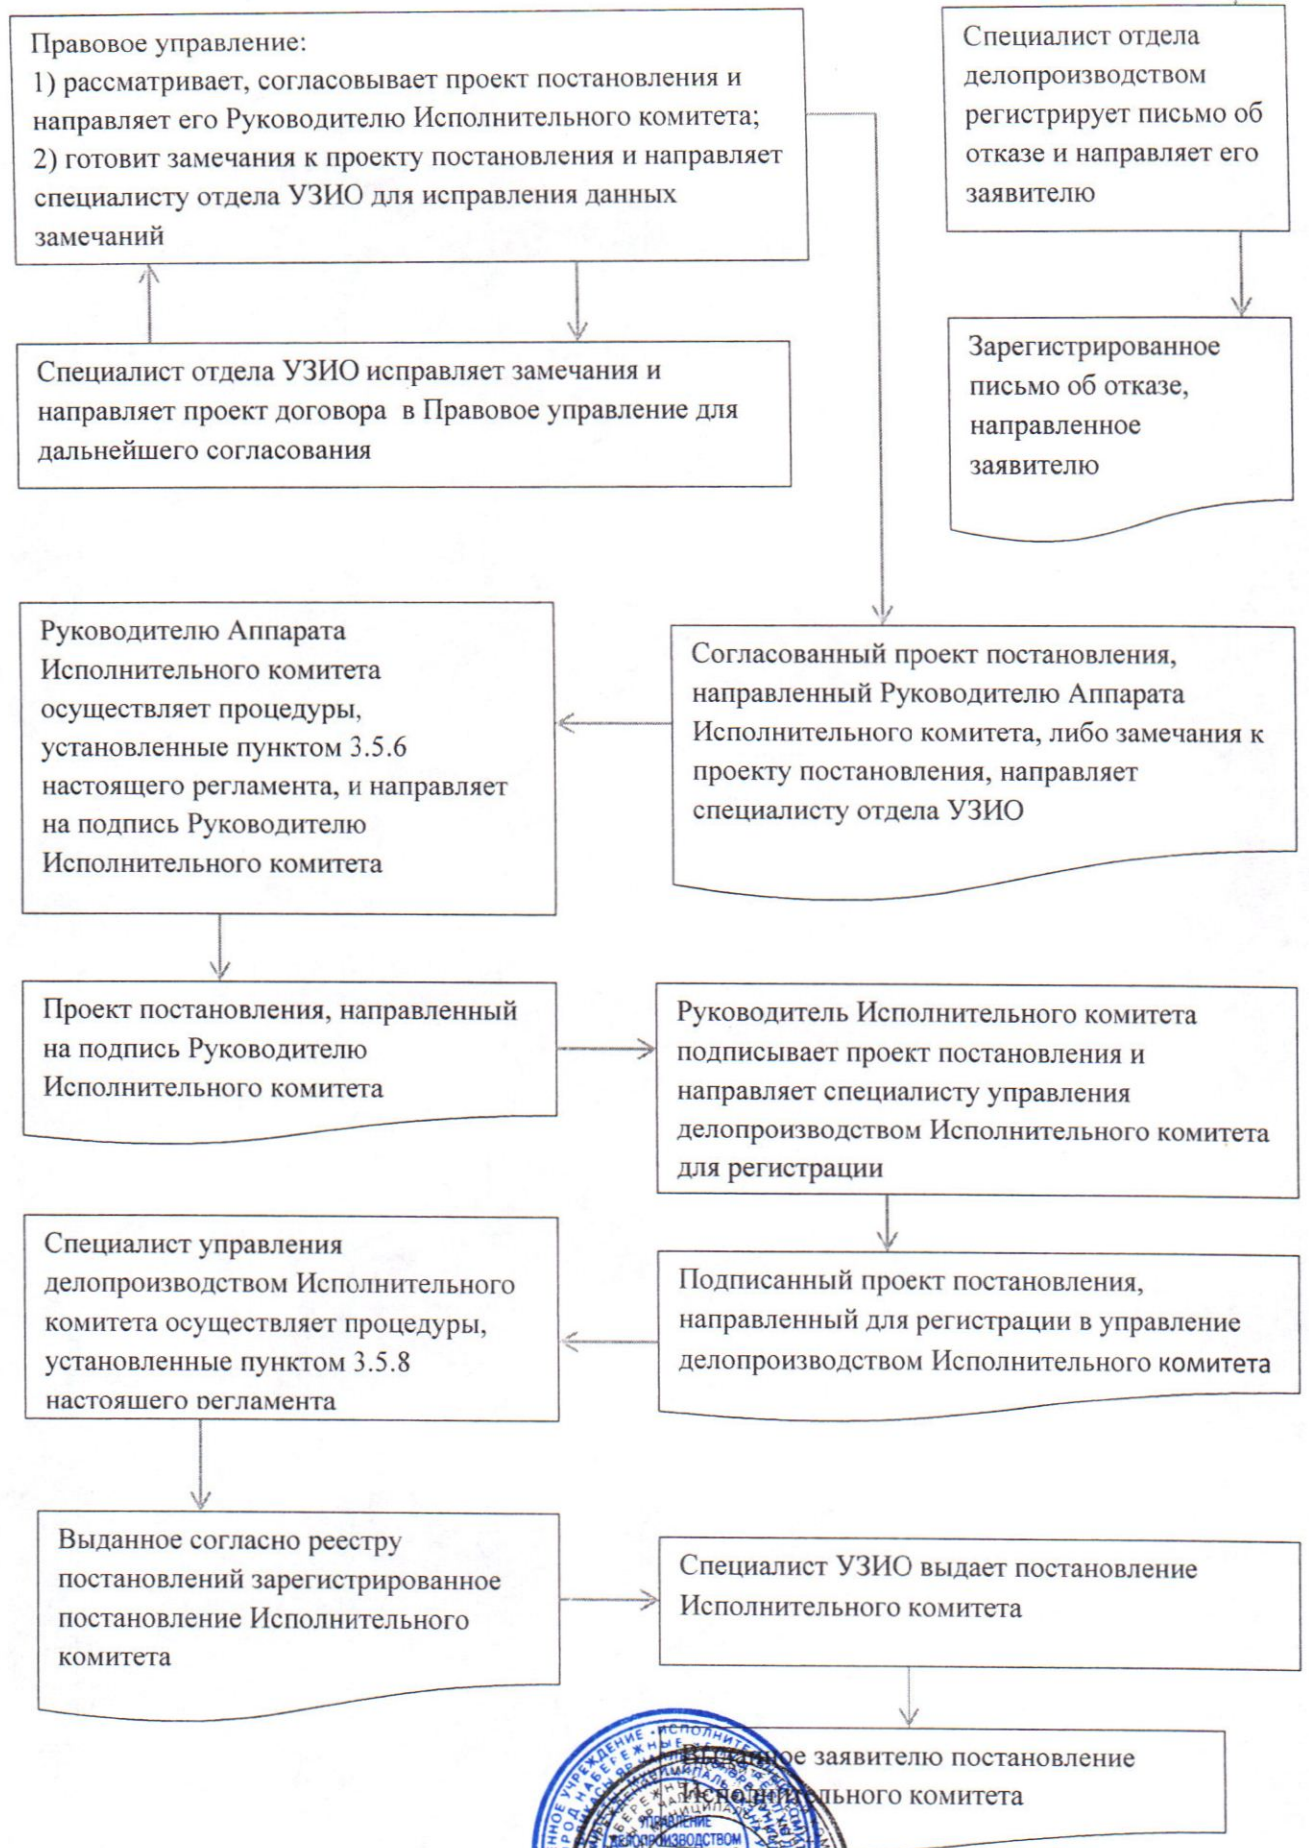 Правовое управление:
1) рассматривает, согласовывает проект постановления и
направляет его Руководителю Исполнительного комитета;
2) готовит замечания к проекту постановления и направляет
специалисту отдела УЗИО для исправления данных
замечаний
Специалист отдела
делопроизводством
регистрирует письмо об
отказе и направляет его
заявителю
Специалист отдела УЗИО исправляет замечания и
направляет проект договора в Правовое управление для
дальнейшего согласования
Зарегистрированное
письмо об отказе,
направленное
заявителю
Руководителю Аппарата
Исполнительного комитета
осуществляет процедуры,
установленные пунктом 3.5.6
настоящего регламента, и направляет
на подпись Руководителю
Исполнительного комитета
Согласованный проект постановления,
направленный Руководителю Аппарата
Исполнительного комитета, либо замечания к
проекту постановления, направляет
специалисту отдела УЗИО
Проект постановления, направленный
на подпись Руководителю
Исполнительного комитета
Руководитель Исполнительного комитета
подписывает проект постановления и
направляет специалисту управления
делопроизводством Исполнительного комитета
для регистрации
Специалист управления
делопроизводством Исполнительного
комитета осуществляет процедуры,
установленные пунктом 3.5.8
настоящего регламента
Подписанный проект постановления,
направленный для регистрации в управление
делопроизводством Исполнительного комитета
Выданное согласно реестру
постановлений зарегистрированное
постановление Исполнительного
комитета
Специалист УЗИО выдает постановление
Исполнительного комитета
Выданное заявителю постановление
Исполнительного комитета
УПРАВЛЕНИЕ
ДЕЛОПРОИЗВОДСТВОМ